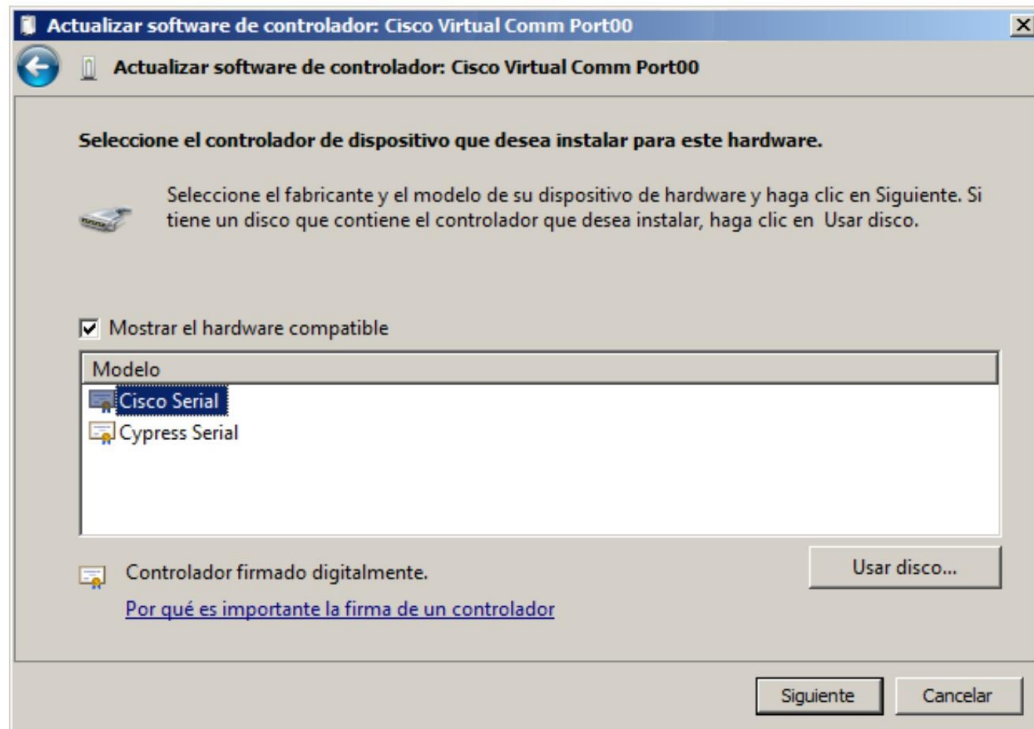 Actualizar software de controlador: Cisco Virtual Comm Port00
Actualizar software de controlador: Cisco Virtual Comm Port00
Seleccione el controlador de dispositivo que desea instalar para este hardware.
Seleccione el fabricante y el modelo de su dispositivo de hardware y haga clic en Siguiente. Si
tiene un disco que contiene el controlador que desea instalar, haga clic en Usar disco.
Mostrar el hardware compatible
Modelo
Cisco Serial
Cypress Serial
Controlador firmado digitalmente.
Usar disco...
Por qué es importante la firma de un controlador
Siguiente
Cancelar